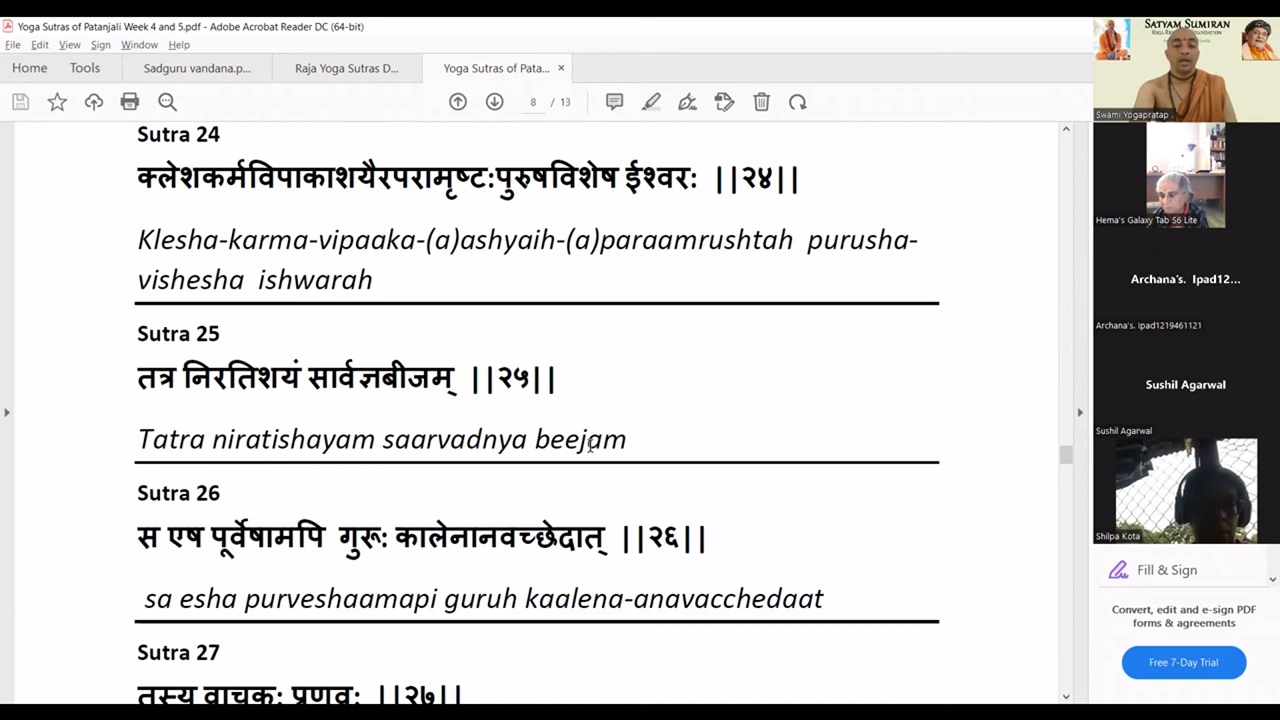 Yoga Sutras of Patanjali Week 4 and 5.pdf - Adobe Acrobat Reader DC (64-bit)
File Edit View Sign Window Help
Home Tools Sadguru vandana.p... Raja Yoga Sutras D... Yoga Sutras of Pata... ×
8 / 13
Sutra 24
क्लेशकर्मविपाकाशयैरपरामृष्टःपुरुषविशेष ईश्वरः ||२४||
Klesha-karma-vipaaka-(a)ashyaih-(a)paraamrushtah purusha-
vishesha ishwarah
Sutra 25
तत्र निरतिशयं सार्वज्ञबीजम् ||२५||
Tatra niratishayam saarvadnya beejam
Sutra 26
स एष पूर्वेषामपि गुरूः कालेनानवच्छेदात् ||२६||
sa esha purveshaamapi guruh kaalena-anavacchedaat
Sutra 27
तस्य वाचकः प्रणवः ||२७||
SATYAM SUMIRAN
Swami Yogapratap .
Hema's Galaxy Tab S6 Lite
Archana's. Ipad12...
Archana's. Ipad1219461121
Sushil Agarwal
Sushil Agarwal
Shilpa Kota
Fill & Sign
Convert, edit and e-sign PDF
forms & agreements
Free 7-Day Trial